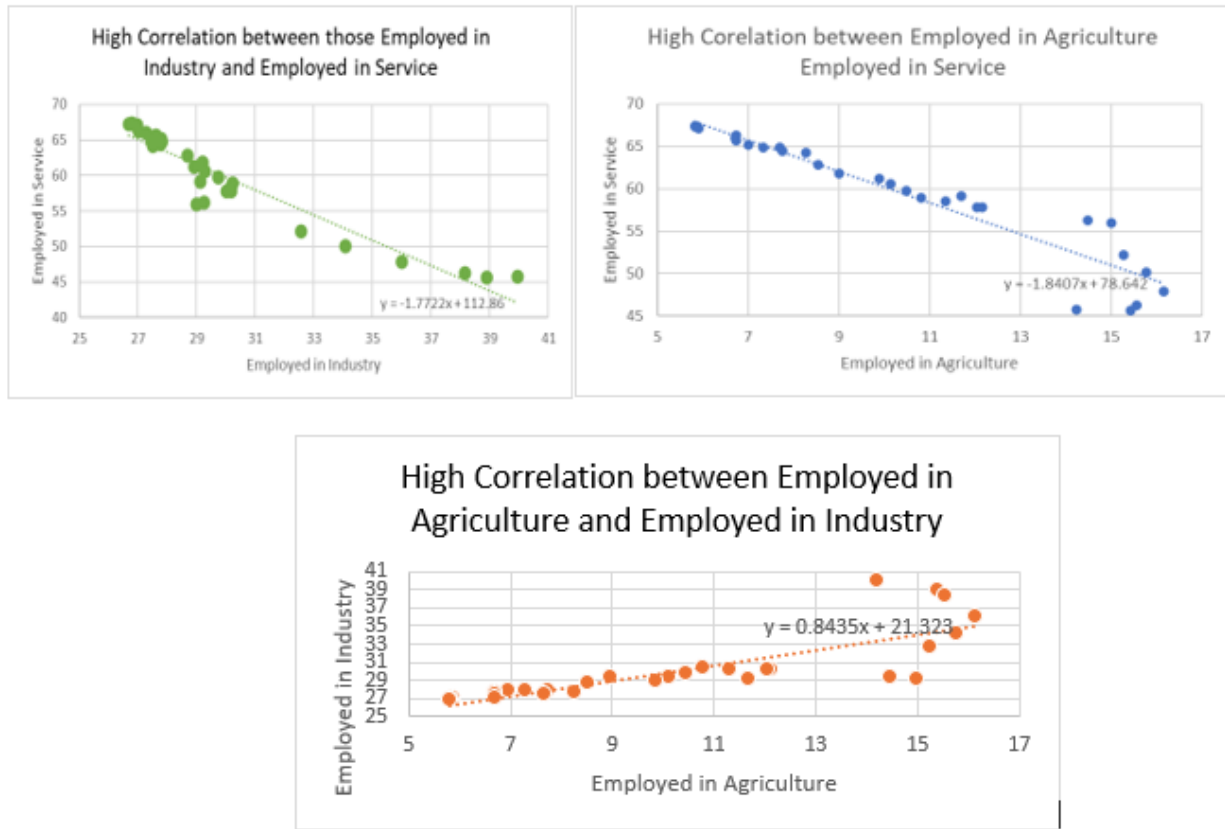 High Correlation between those Employed in
Industry and Employed in Service
70
65
60
55
50
45
40
Employed in Service
y = -1.7722x + 112.86
25 27 29 31 33 35 37 39 41
Employed in Industry
High Corelation between Employed in Agriculture
Employed in Service
70
65
60
55
50
45
Employed in Service
y = -1.8407x + 78.642
5 7 9 11 13 15 17
Employed in Agriculture
High Correlation between Employed in
Agriculture and Employed in Industry
41
39
37
35
33
31
29
27
25
Employed in Industry
y = 0.8435x + 21.323
5 7 9 11 13 15 17
Employed in Agriculture